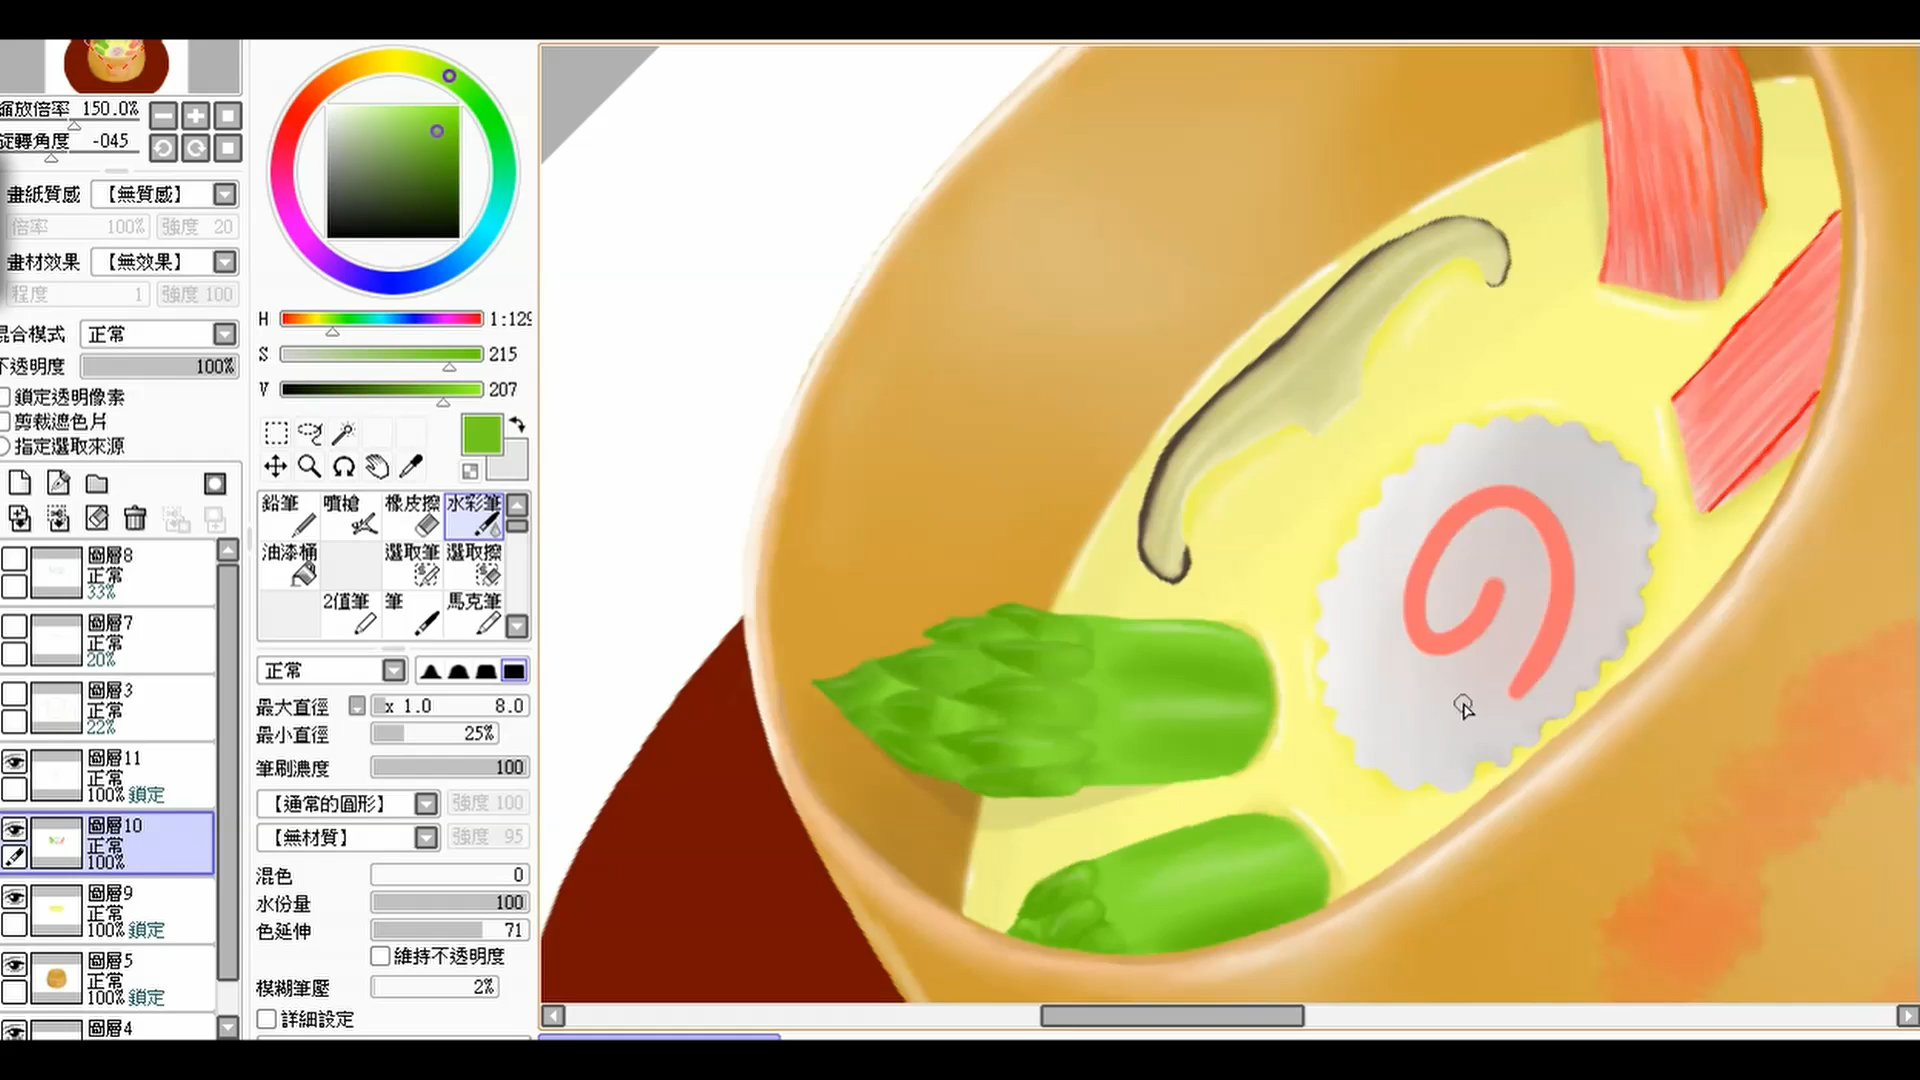 縮放倍率 150.0%
旋轉角度 -045
畫紙質感 【無質感】
倍率 100% 強度 20
畫材效果 【無效果】
程度 1 強度 100
混合模式 正常
不透明度 100%
鎖定透明像素
剪裁遮色片
指定選取來源
圖層8
正常
33%
圖層7
正常
20%
圖層3
正常
22%
圖層11
正常
100% 鎖定
圖層10
正常
100%
圖層9
正常
100% 鎖定
圖層5
正常
100% 鎖定
圖層4
H 1:129
S 215
V 207
鉛筆 噴槍 橡皮擦 水彩筆
油漆桶 選取筆 選取擦
2值筆 筆 馬克筆
正常
最大直徑 x 1.0 8.0
最小直徑 25%
筆刷濃度 100
【通常的圓形】 強度 100
【無材質】 強度 95
混色 0
水份量 100
色延伸 71
維持不透明度
模糊筆壓 2%
詳細設定